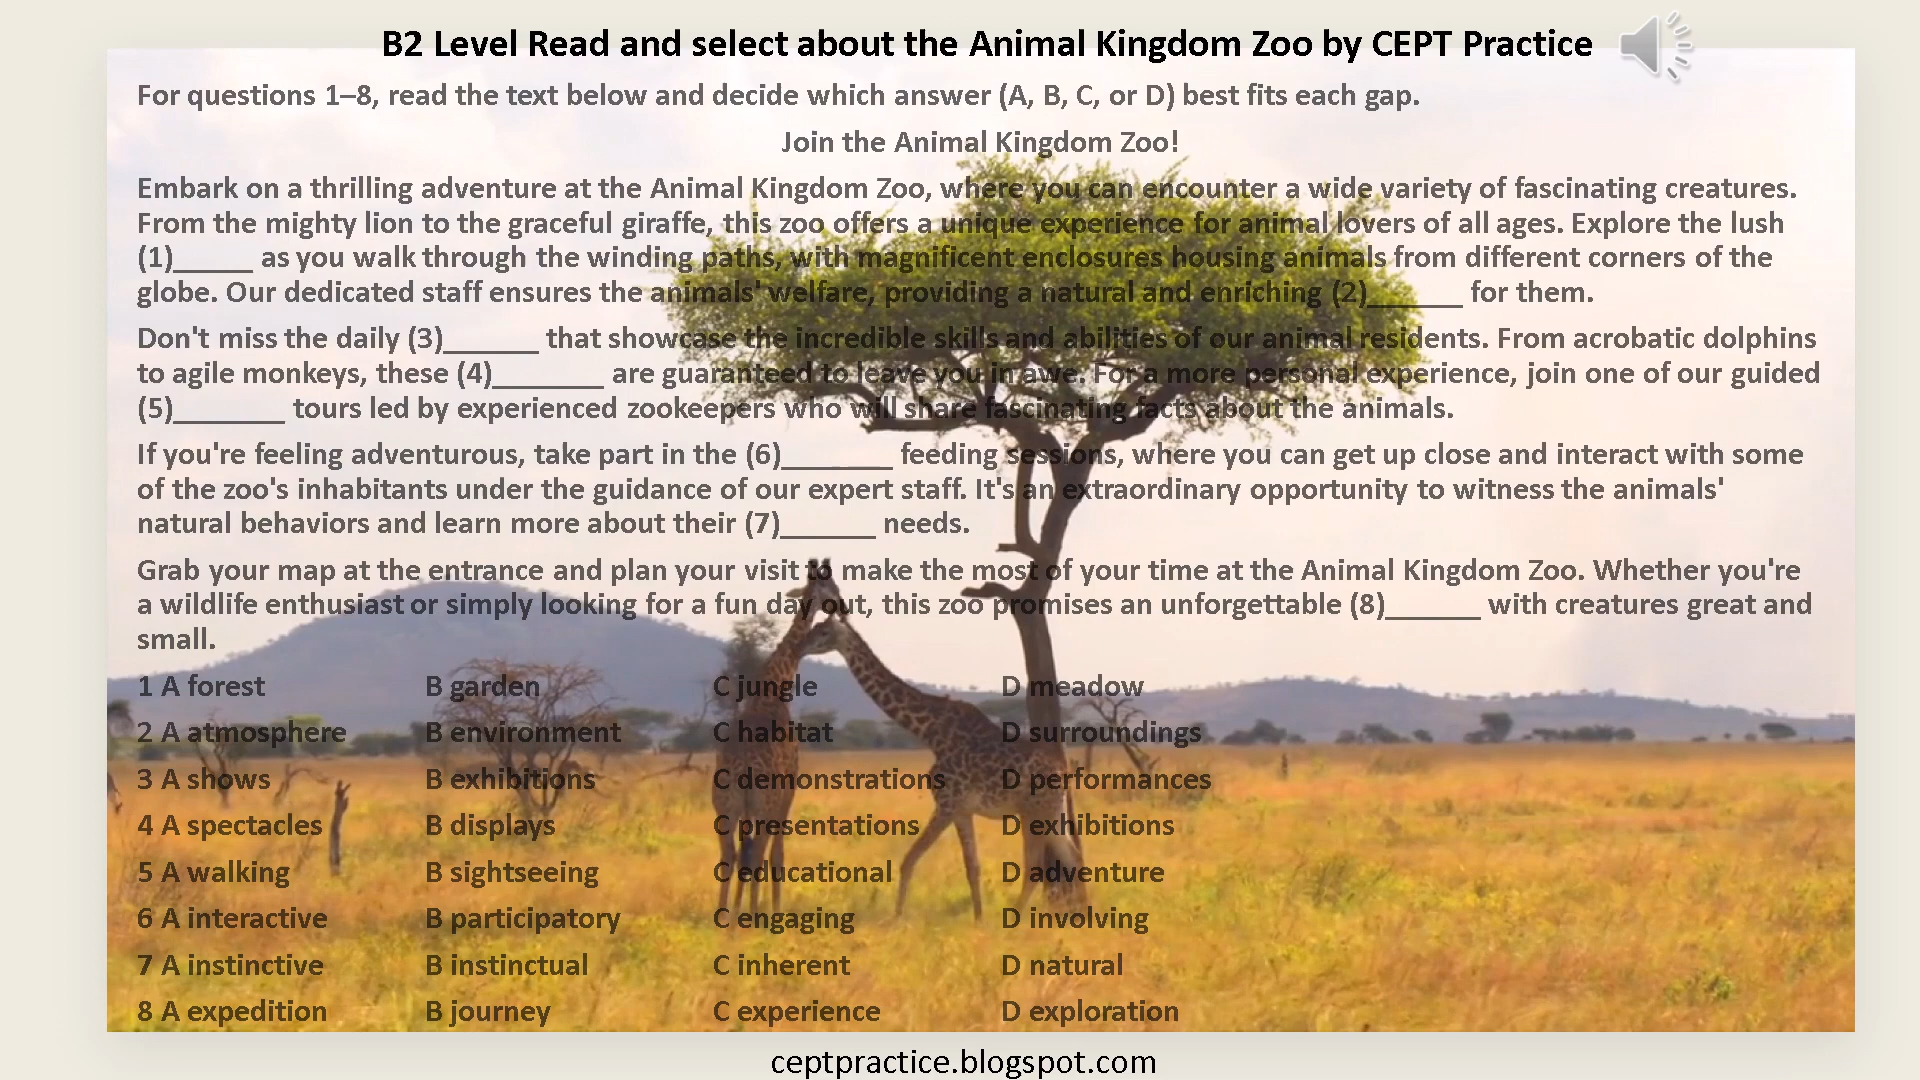 B2 Level Read and select about the Animal Kingdom Zoo by CEPT Practice
For questions 1–8, read the text below and decide which answer (A, B, C, or D) best fits each gap.
Join the Animal Kingdom Zoo!
Embark on a thrilling adventure at the Animal Kingdom Zoo, where you can encounter a wide variety of fascinating creatures.
From the mighty lion to the graceful giraffe, this zoo offers a unique experience for animal lovers of all ages. Explore the lush
(1)_____ as you walk through the winding paths, with magnificent enclosures housing animals from different corners of the
globe. Our dedicated staff ensures the animals' welfare, providing a natural and enriching (2)______ for them.
Don't miss the daily (3)______ that showcase the incredible skills and abilities of our animal residents. From acrobatic dolphins
to agile monkeys, these (4)_______ are guaranteed to leave you in awe. For a more personal experience, join one of our guided
(5)_______ tours led by experienced zookeepers who will share fascinating facts about the animals.
If you're feeling adventurous, take part in the (6)_______ feeding sessions, where you can get up close and interact with some
of the zoo's inhabitants under the guidance of our expert staff. It's an extraordinary opportunity to witness the animals'
natural behaviors and learn more about their (7)______ needs.
Grab your map at the entrance and plan your visit to make the most of your time at the Animal Kingdom Zoo. Whether you're
a wildlife enthusiast or simply looking for a fun day out, this zoo promises an unforgettable (8)______ with creatures great and
small.
1 A forest B garden C jungle D meadow
2 A atmosphere B environment C habitat D surroundings
3 A shows B exhibitions C demonstrations D performances
4 A spectacles B displays C presentations D exhibitions
5 A walking B sightseeing C educational D adventure
6 A interactive B participatory C engaging D involving
7 A instinctive B instinctual C inherent D natural
8 A expedition B journey C experience D exploration
ceptpractice.blogspot.com